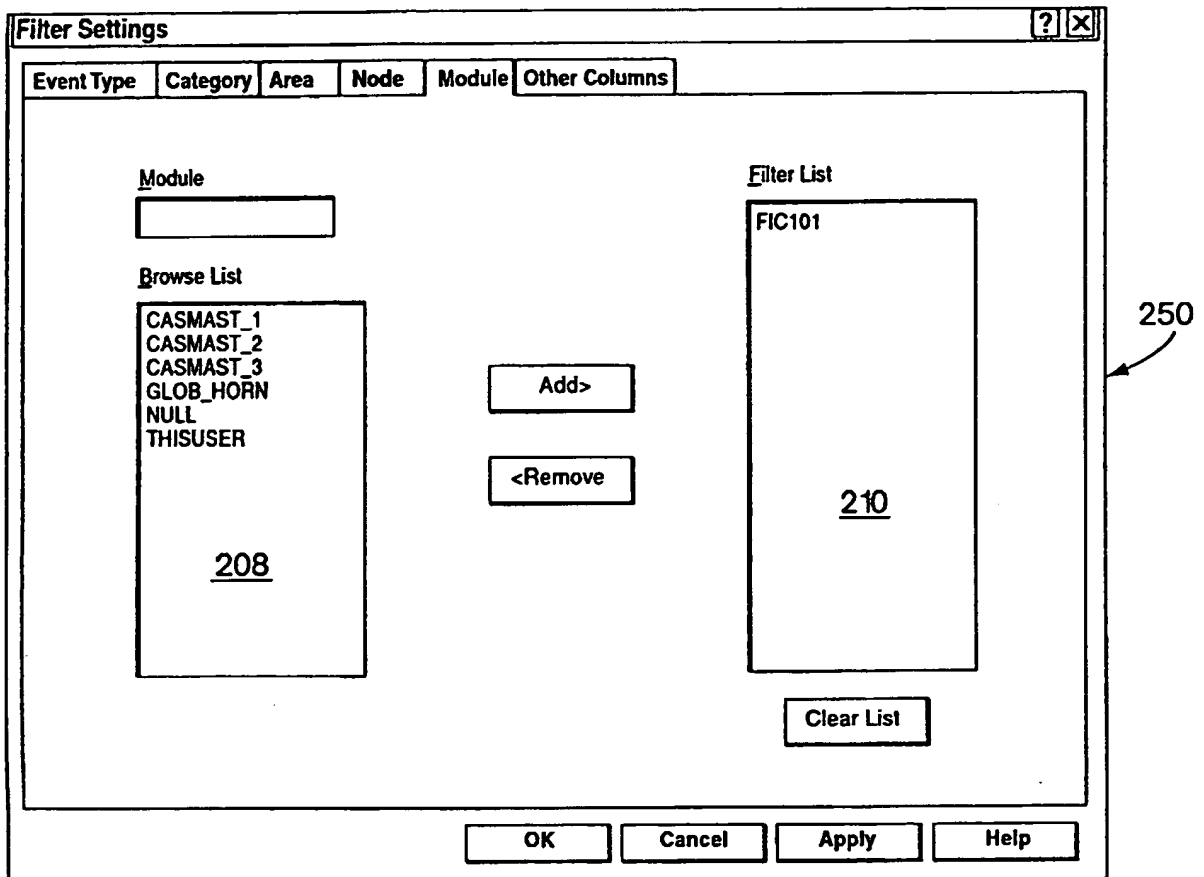 Filter Settings ? X
Event Type Category Area Node Module Other Columns
Module
Browse List
CASMAST_1
CASMAST_2
CASMAST_3
GLOB_HORN
NULL
THISUSER
208
Add>
<Remove
Filter List
FIC101
210
Clear List
250
OK Cancel Apply Help